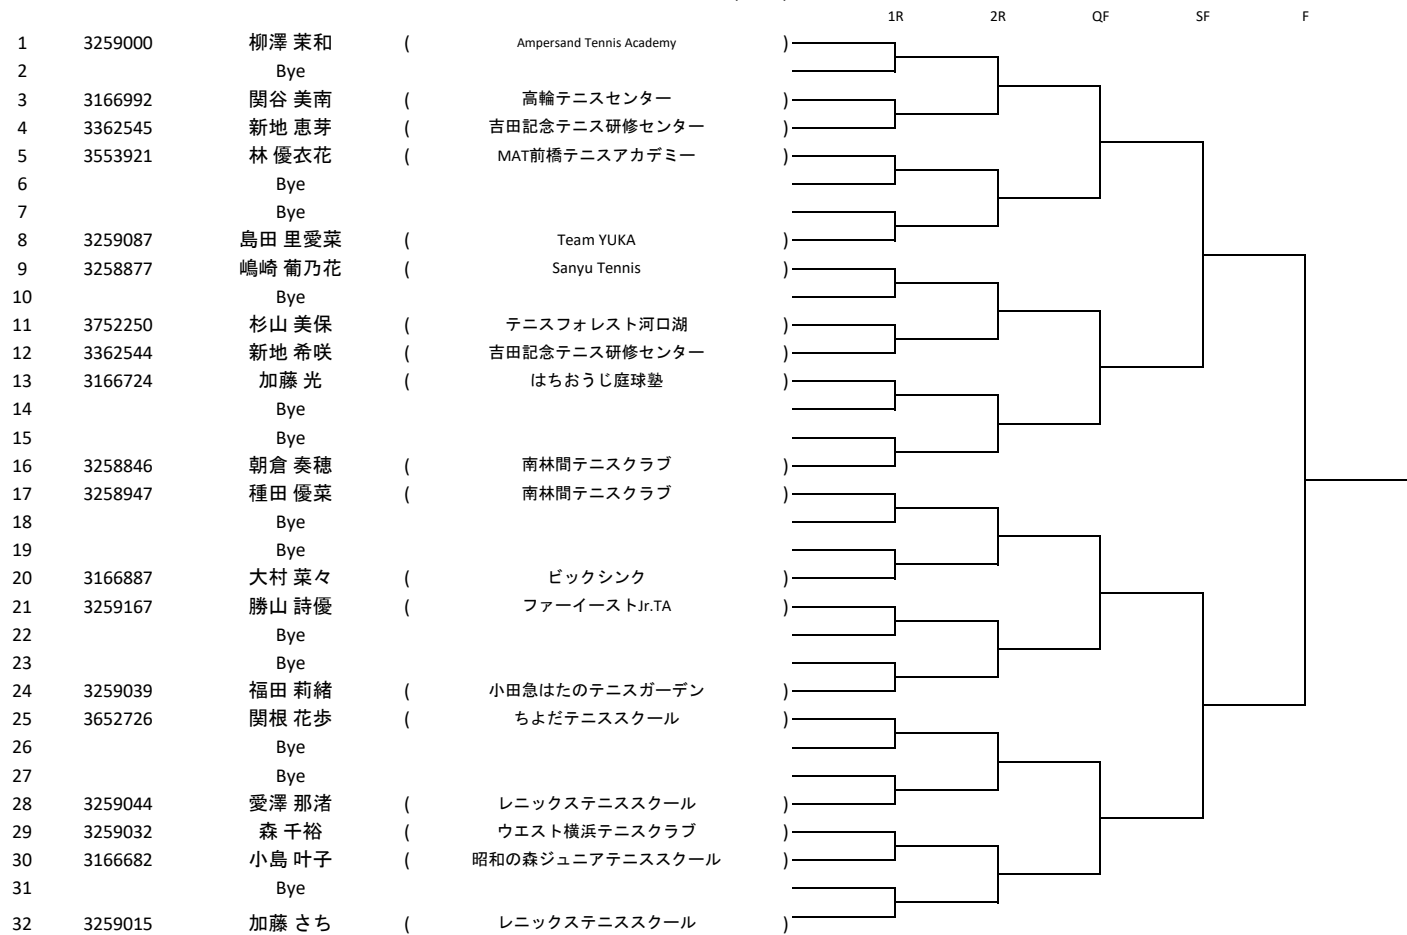 1R 2R QF SF F
1 3259000 柳澤 茉和 ( Ampersand Tennis Academy )
2 Bye
3 3166992 関谷 美南 ( 高輪テニスセンター )
4 3362545 新地 恵芽 ( 吉田記念テニス研修センター )
5 3553921 林 優衣花 ( MAT前橋テニスアカデミー )
6 Bye
7 Bye
8 3259087 島田 里愛菜 ( Team YUKA )
9 3258877 嶋崎 葡乃花 ( Sanyu Tennis )
10 Bye
11 3752250 杉山 美保 ( テニスフォレスト河口湖 )
12 3362544 新地 希咲 ( 吉田記念テニス研修センター )
13 3166724 加藤 光 ( はちおうじ庭球塾 )
14 Bye
15 Bye
16 3258846 朝倉 奏穂 ( 南林間テニスクラブ )
17 3258947 種田 優菜 ( 南林間テニスクラブ )
18 Bye
19 Bye
20 3166887 大村 菜々 ( ビックシンク )
21 3259167 勝山 詩優 ( ファーイーストJr.TA )
22 Bye
23 Bye
24 3259039 福田 莉緒 ( 小田急はたのテニスガーデン )
25 3652726 関根 花歩 ( ちよだテニススクール )
26 Bye
27 Bye
28 3259044 愛澤 那渚 ( レニックステニススクール )
29 3259032 森 千裕 ( ウエスト横浜テニスクラブ )
30 3166682 小島 叶子 ( 昭和の森ジュニアテニススクール )
31 Bye
32 3259015 加藤 さち ( レニックステニススクール )